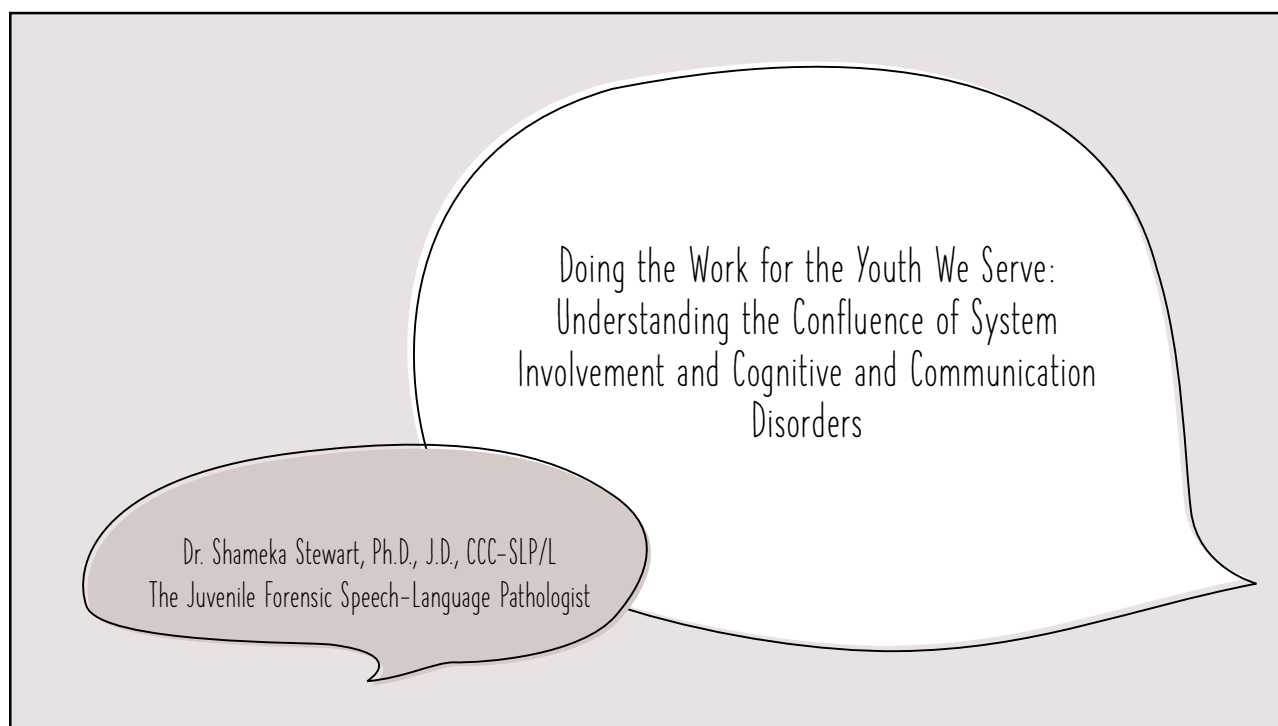 Doing the Work for the Youth We Serve:
Understanding the Confluence of System
Involvement and Cognitive and Communication
Disorders
Dr. Shameka Stewart, Ph.D., J.D., CCC-SLP/L
The Juvenile Forensic Speech-Language Pathologist